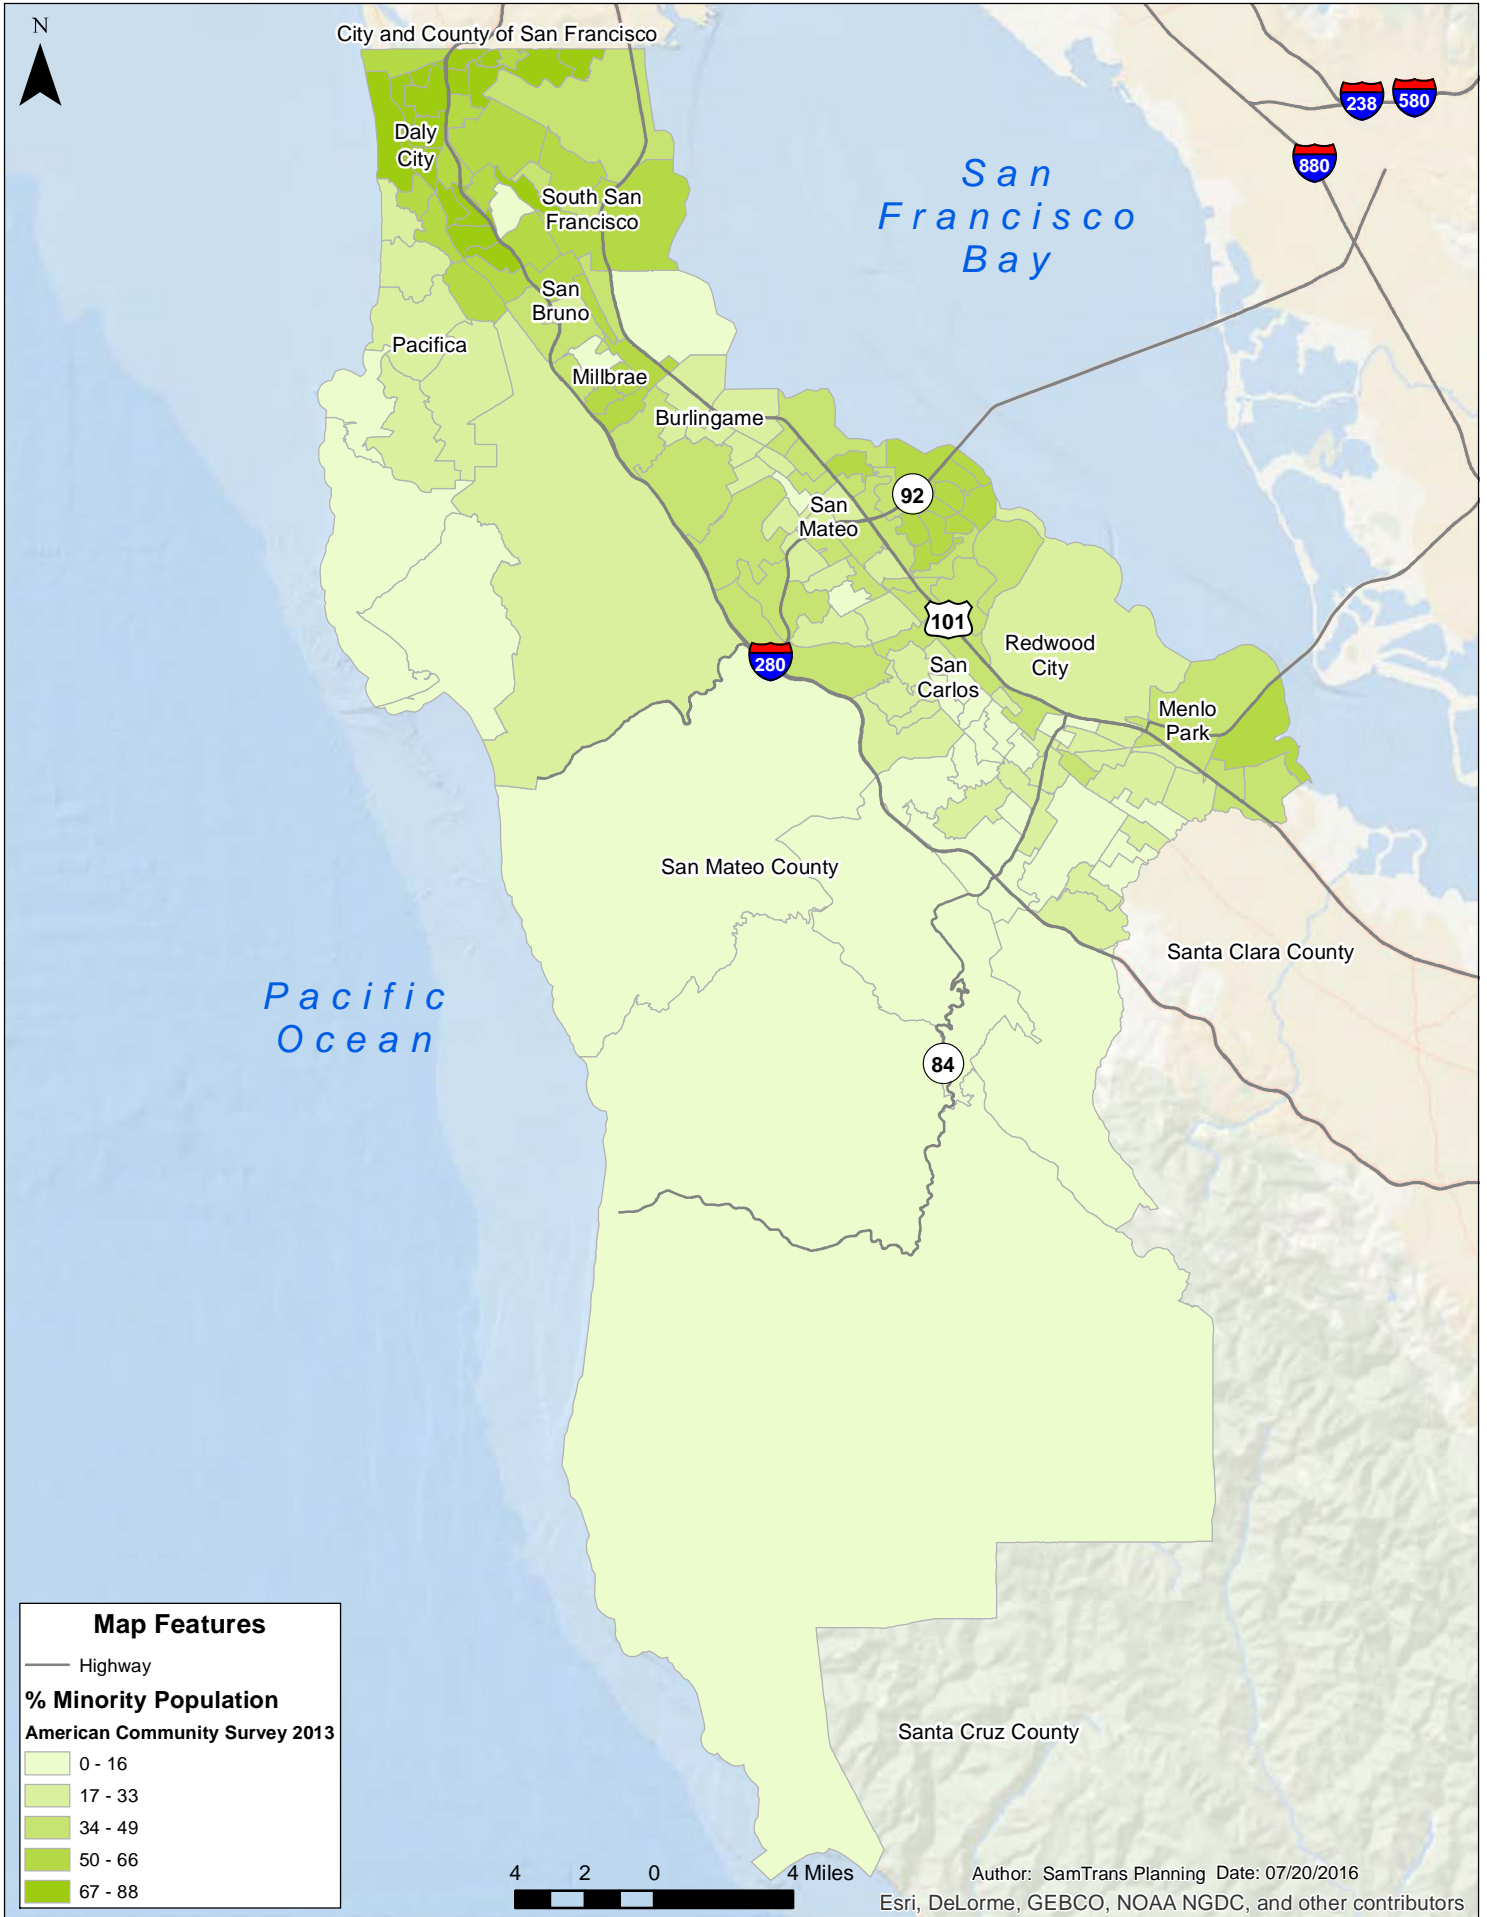 N
City and County of San Francisco
238
580
880
Daly
City
San
Francisco
Bay
South San
Francisco
San
Bruno
Pacifica
Millbrae
Burlingame
92
San
Mateo
101
Redwood
City
280
San
Carlos
Menlo
Park
San Mateo County
Santa Clara County
Pacific
Ocean
84
Map Features
Highway
% Minority Population
American Community Survey 2013
0 - 16
17 - 33
34 - 49
50 - 66
67 - 88
Santa Cruz County
4 2 0 4 Miles
Author: SamTrans Planning Date: 07/20/2016
Esri, DeLorme, GEBCO, NOAA NGDC, and other contributors